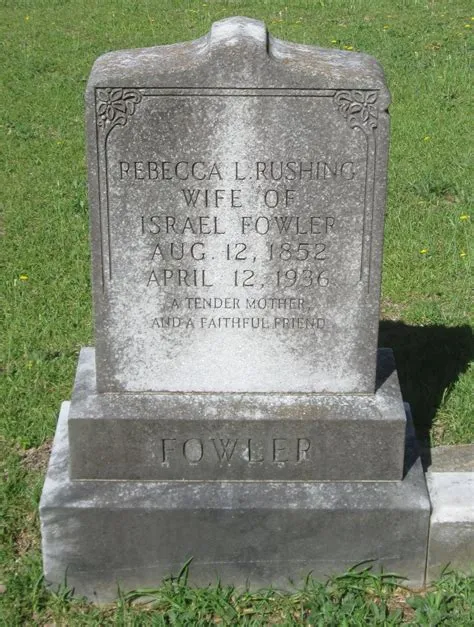 REBECCA L. RUSHING
WIFE OF
ISRAEL FOWLER
AUG. 12, 1852
APRIL 12, 1936
A TENDER MOTHER
AND A FAITHFUL FRIEND
FOWLER